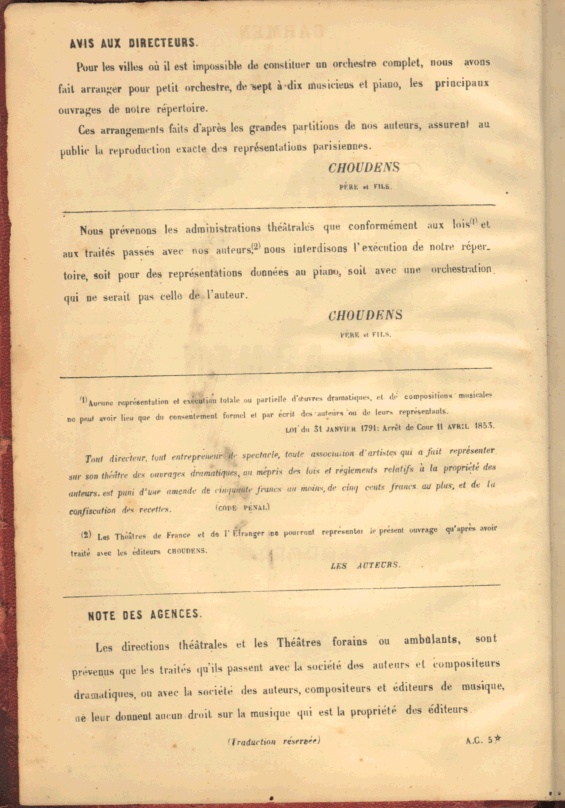 AVIS AUX DIRECTEURS.
Pour les villes où il est impossible de constituer un orchestre complet, nous avons
fait arranger pour petit orchestre, de sept à dix musiciens et piano, les principaux
ouvrages de notre répertoire.
Ces arrangements faits d'après les grandes partitions de nos auteurs, assurent au
public la reproduction exacte des représentations parisiennes.
CHOUDENS
PÈRE et FILS.
Nous prévenons les administrations théâtrales que conformément aux lois(1) et
aux traités passés avec nos auteurs,(2) nous interdisons l'exécution de notre réper-
toire, soit pour des représentations données au piano, soit avec une orchestration
qui ne serait pas celle de l'auteur.
CHOUDENS
PÈRE et FILS.
(1) Aucune représentation et exécution totale ou partielle d'œuvres dramatiques, et de compositions musicales
ne peut avoir lieu que du consentement formel et par écrit des auteurs ou de leurs représentants.
LOI du 31 JANVIER 1791: Arrêt de Cour 11 AVRIL 1853.
Tout directeur, tout entrepreneur de spectacle, toute association d'artistes qui a fait représenter
sur son théâtre des ouvrages dramatiques, au mépris des lois et règlements relatifs à la propriété des
auteurs. est puni d'une amende de cinquante francs au moins, de cinq cents francs au plus, et de la
confiscation des recettes. (CODE PÉNAL)
(2) Les Théâtres de France et de l'Étranger ne pourront représenter le présent ouvrage qu'après avoir
traité avec les éditeurs CHOUDENS.
LES AUTEURS.
NOTE DES AGENCES.
Les directions théâtrales et les Théâtres forains ou ambulants, sont
prévenus que les traités qu'ils passent avec la société des auteurs et compositeurs
dramatiques, ou avec la société des auteurs, compositeurs et éditeurs de musique,
ne leur donnent aucun droit sur la musique qui est la propriété des éditeurs.
(Traduction réservée) A.C. 5*